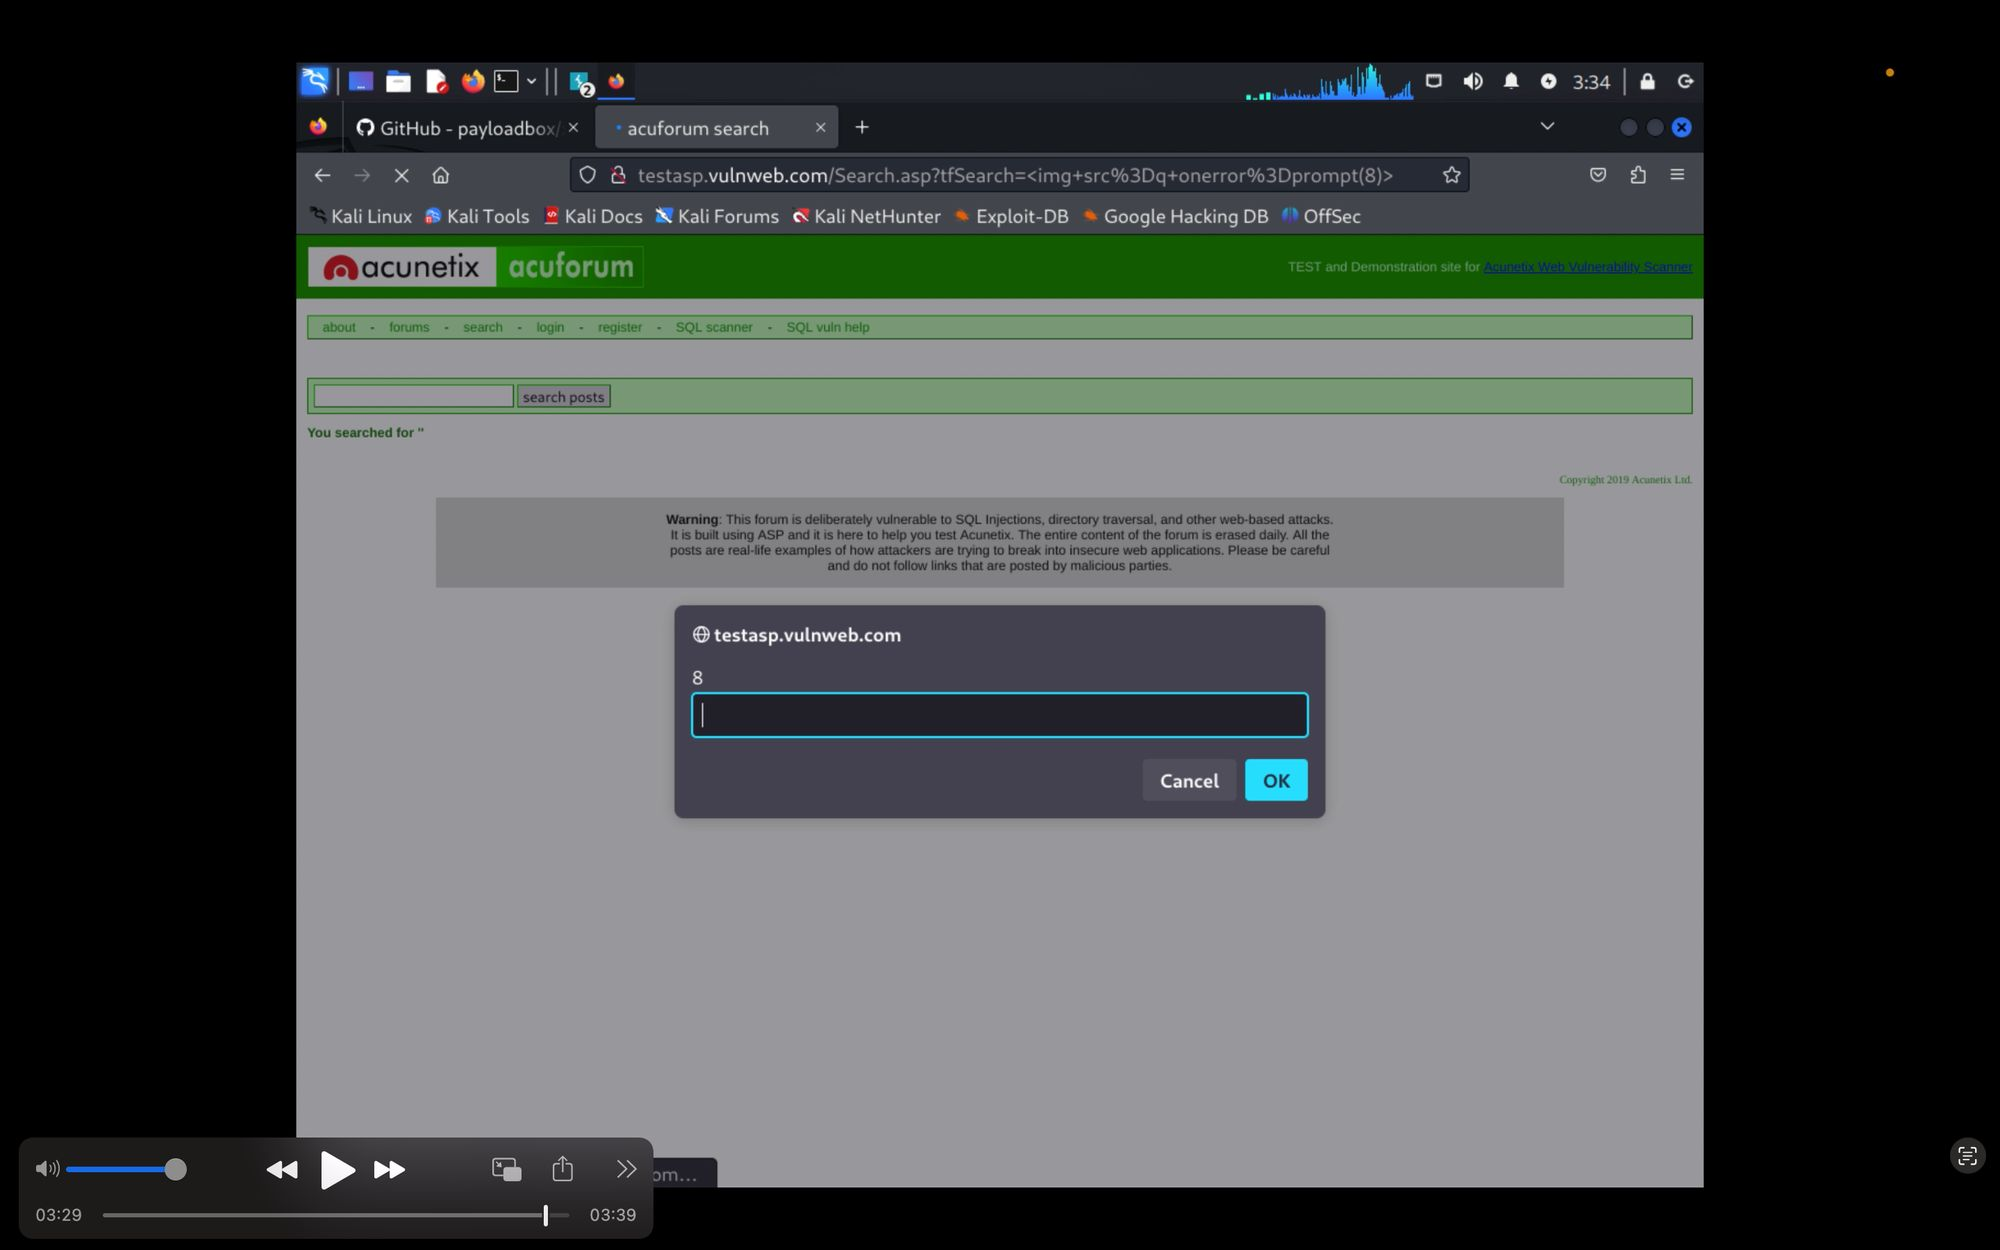 2 3:34
GitHub - payloadbox/ acuforum search
testasp.vulnweb.com/Search.asp?tfSearch=<img+src%3Dq+onerror%3Dprompt(8)>
Kali Linux Kali Tools Kali Docs Kali Forums Kali NetHunter Exploit-DB Google Hacking DB OffSec
acunetix acuforum TEST and Demonstration site for Acunetix Web Vulnerability Scanner
about - forums - search - login - register - SQL scanner - SQL vuln help
search posts
You searched for ''
Copyright 2019 Acunetix Ltd.
Warning: This forum is deliberately vulnerable to SQL Injections, directory traversal, and other web-based attacks.
It is built using ASP and it is here to help you test Acunetix. The entire content of the forum is erased daily. All the
posts are real-life examples of how attackers are trying to break into insecure web applications. Please be careful
and do not follow links that are posted by malicious parties.
testasp.vulnweb.com
8
Cancel OK
om...
03:29 03:39